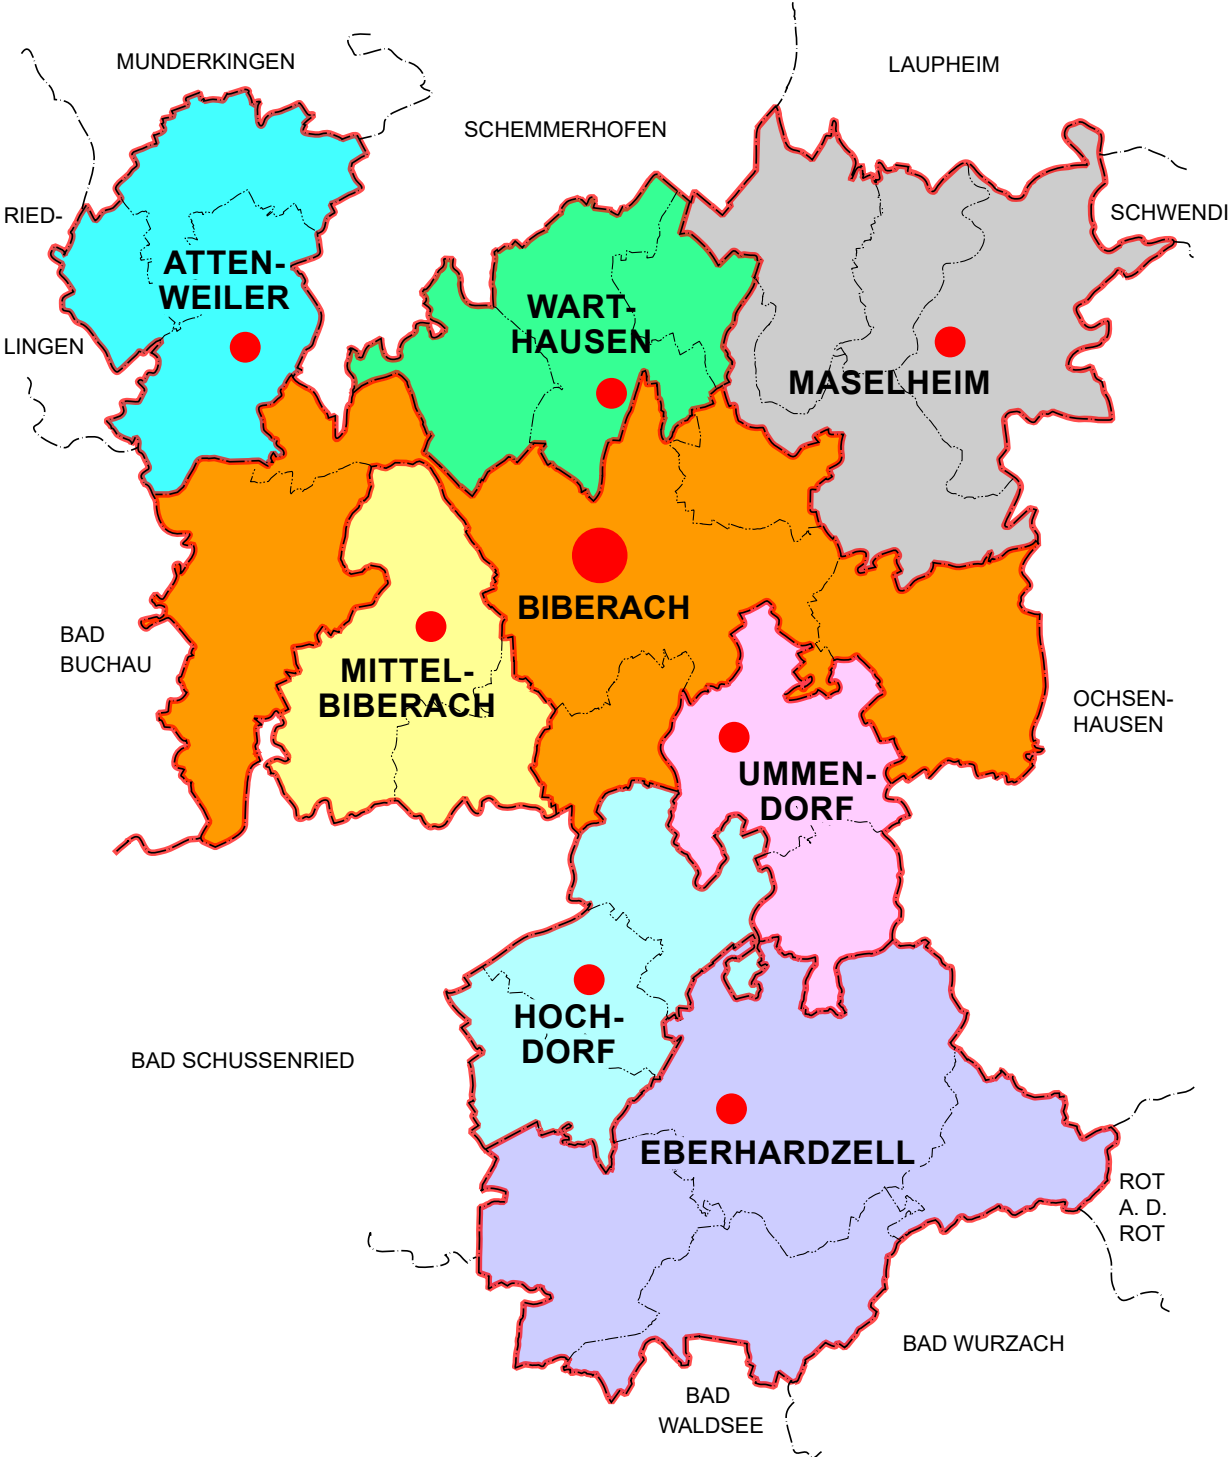 MUNDERKINGEN
LAUPHEIM
SCHEMMERHOFEN
RIED-
SCHWENDI
ATTEN-
WEILER
WART-
HAUSEN
LINGEN
MASELHEIM
BIBERACH
BAD
BUCHAU
MITTEL-
BIBERACH
OCHSEN-
HAUSEN
UMMEN-
DORF
HOCH-
DORF
BAD SCHUSSENRIED
EBERHARDZELL
ROT
A. D.
ROT
BAD WURZACH
BAD
WALDSEE